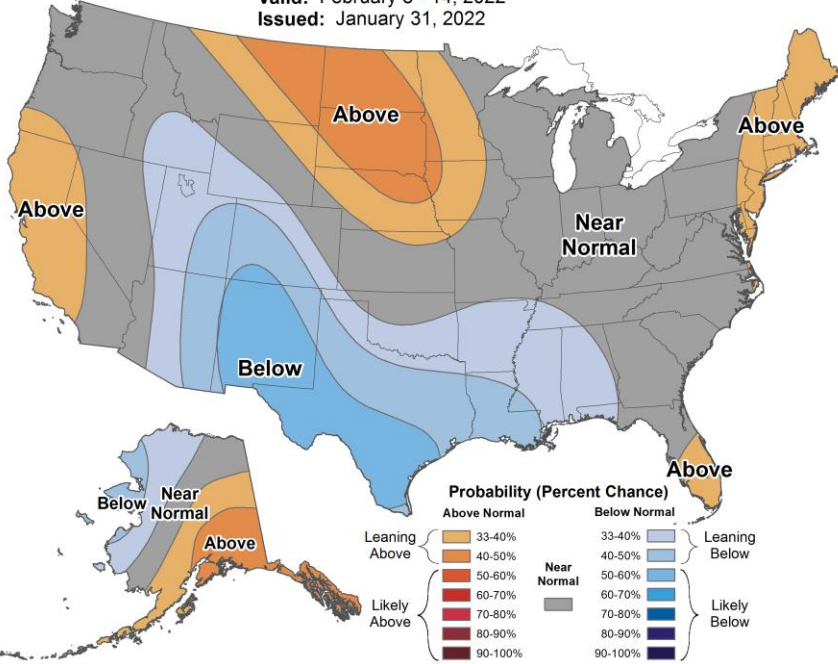 Issued: January 31, 2022
Above
Above
Above
Near
Normal
Below
Above
Below
Near
Normal
Above
Probability (Percent Chance)
Above Normal
Below Normal
Leaning
Above
33-40%
40-50%
Likely
Above
50-60%
60-70%
70-80%
80-90%
90-100%
Near
Normal
33-40%
40-50%
Leaning
Below
50-60%
60-70%
70-80%
80-90%
90-100%
Likely
Below